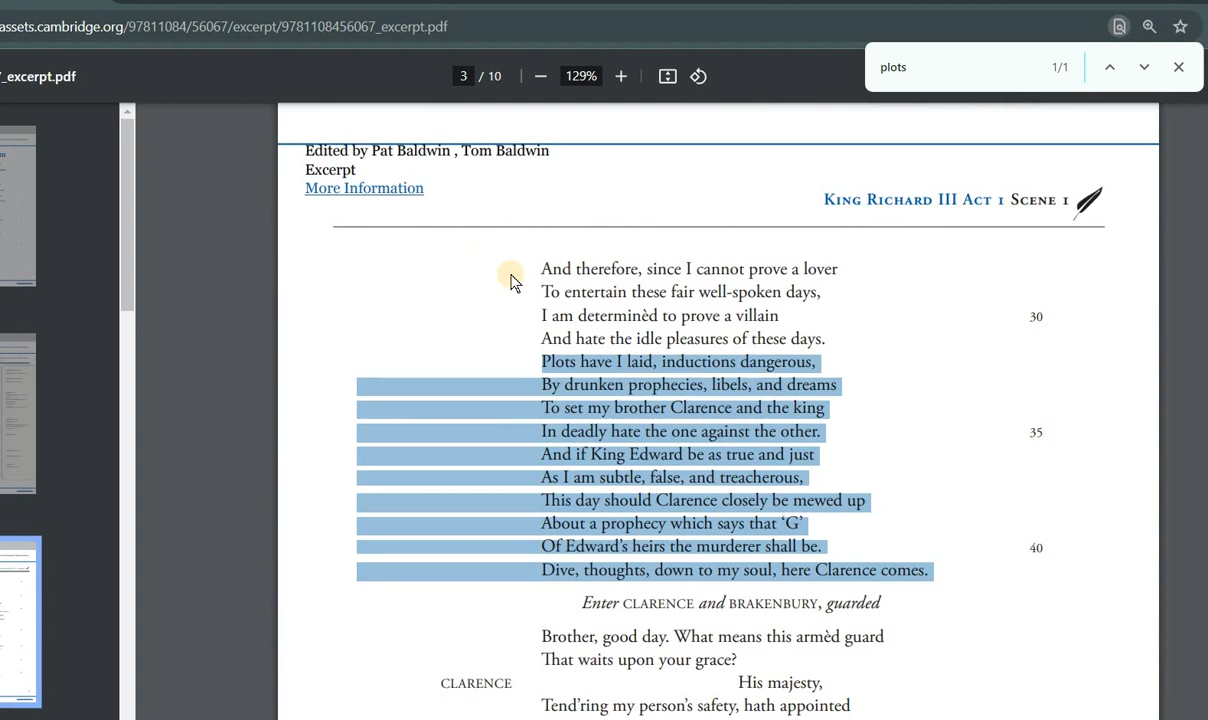 assets.cambridge.org/97811084/56067/excerpt/9781108456067_excerpt.pdf
plots 1/1
_excerpt.pdf
3 / 10
129%
Edited by Pat Baldwin , Tom Baldwin
Excerpt
More Information
King Richard III Act 1 Scene 1
And therefore, since I cannot prove a lover
To entertain these fair well-spoken days,
I am determinèd to prove a villain 30
And hate the idle pleasures of these days.
Plots have I laid, inductions dangerous,
By drunken prophecies, libels, and dreams
To set my brother Clarence and the king
In deadly hate the one against the other. 35
And if King Edward be as true and just
As I am subtle, false, and treacherous,
This day should Clarence closely be mewed up
About a prophecy which says that ‘G’
Of Edward’s heirs the murderer shall be. 40
Dive, thoughts, down to my soul, here Clarence comes.
Enter CLARENCE and BRAKENBURY, guarded
Brother, good day. What means this armèd guard
That waits upon your grace?
CLARENCE His majesty,
Tend’ring my person’s safety, hath appointed